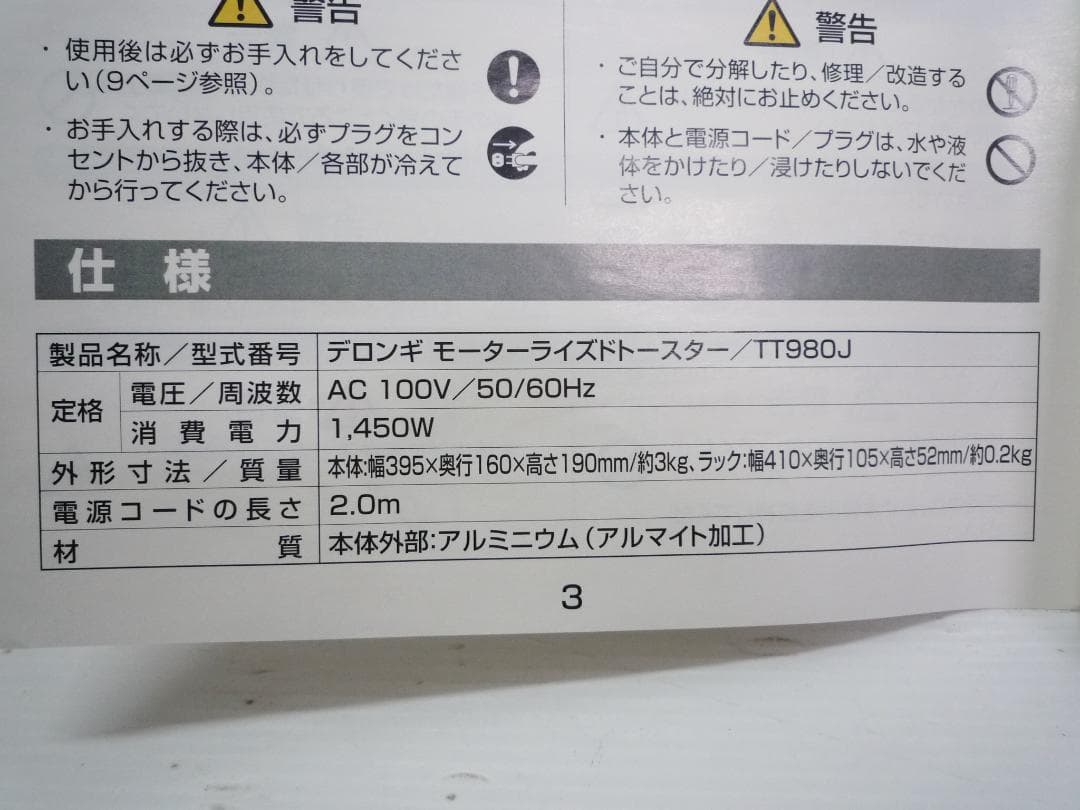 警告
・使用後は必ずお手入れをしてくださ
い（9ページ参照）。
・お手入れする際は、必ずプラグをコン
セントから抜き、本体／各部が冷えて
から行ってください。
警告
・ご自分で分解したり、修理／改造する
ことは、絶対にお止めください。
・本体と電源コード／プラグは、水や液
体をかけたり／浸けたりしないでくだ
さい。
仕様
製品名称／型式番号 デロンギ モーターライズドトースター／TT980J
定格 電圧／周波数 AC 100V／50/60Hz
消費電力 1,450W
外形寸法／質量 本体:幅395×奥行160×高さ190mm/約3kg、ラック:幅410×奥行105×高さ52mm/約0.2kg
電源コードの長さ 2.0m
材質 本体外部:アルミニウム（アルマイト加工）
3